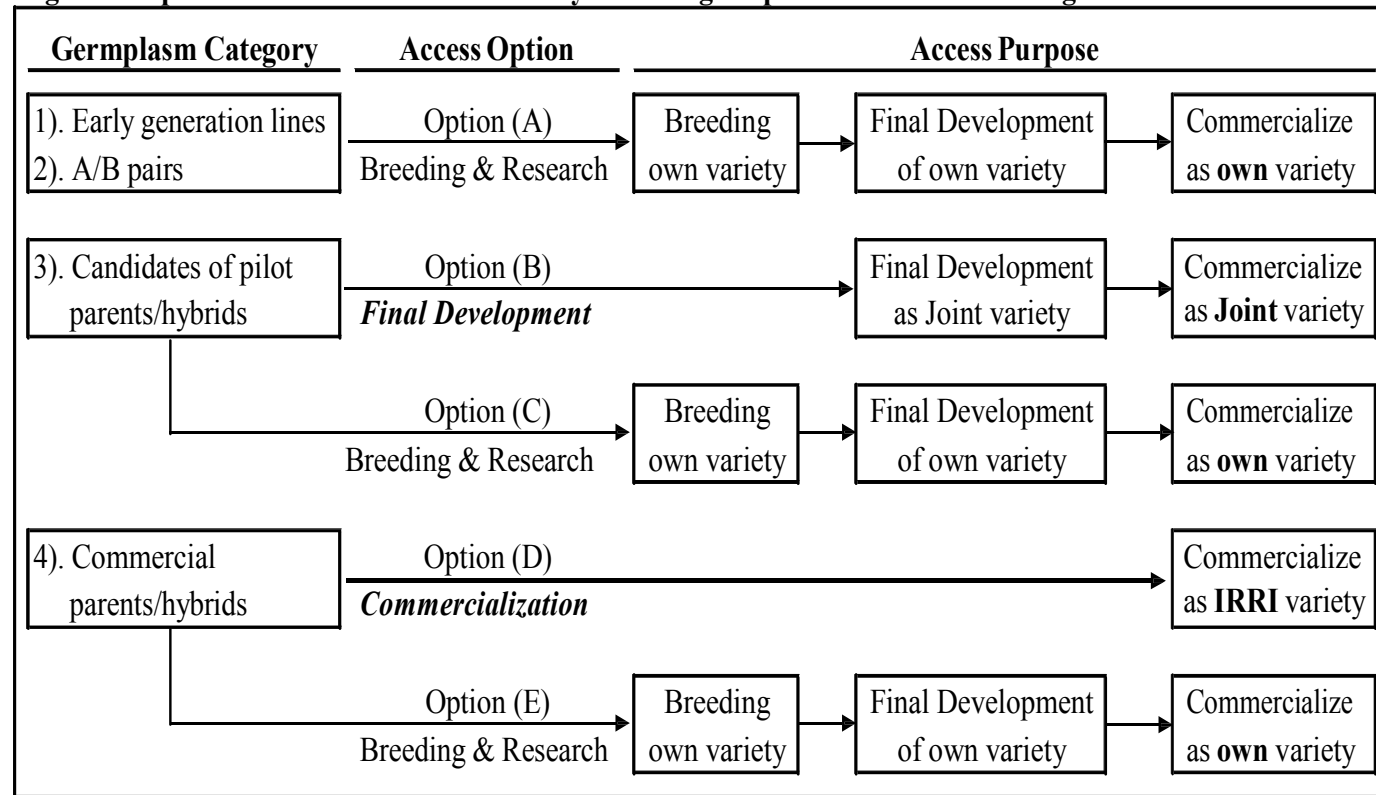 Germplasm Category Access Option Access Purpose
1). Early generation lines
2). A/B pairs
Option (A)
Breeding & Research
Breeding
own variety
Final Development
of own variety
Commercialize
as own variety
3). Candidates of pilot
parents/hybrids
Option (B)
Final Development
Final Development
as Joint variety
Commercialize
as Joint variety
Option (C)
Breeding & Research
Breeding
own variety
Final Development
of own variety
Commercialize
as own variety
4). Commercial
parents/hybrids
Option (D)
Commercialization
Commercialize
as IRRI variety
Option (E)
Breeding & Research
Breeding
own variety
Final Development
of own variety
Commercialize
as own variety